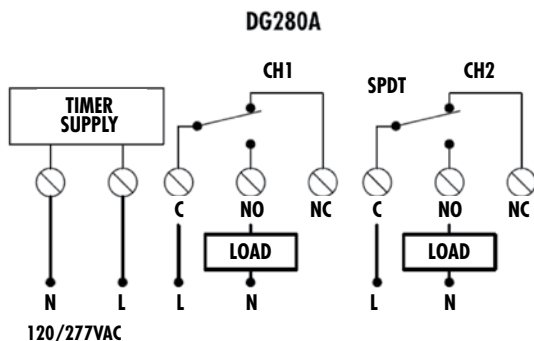 DG280A
CH1
SPDT
CH2
TIMER
SUPPLY
C
NO
NC
C
NO
NC
LOAD
LOAD
N
L
L
N
L
N
120/277VAC